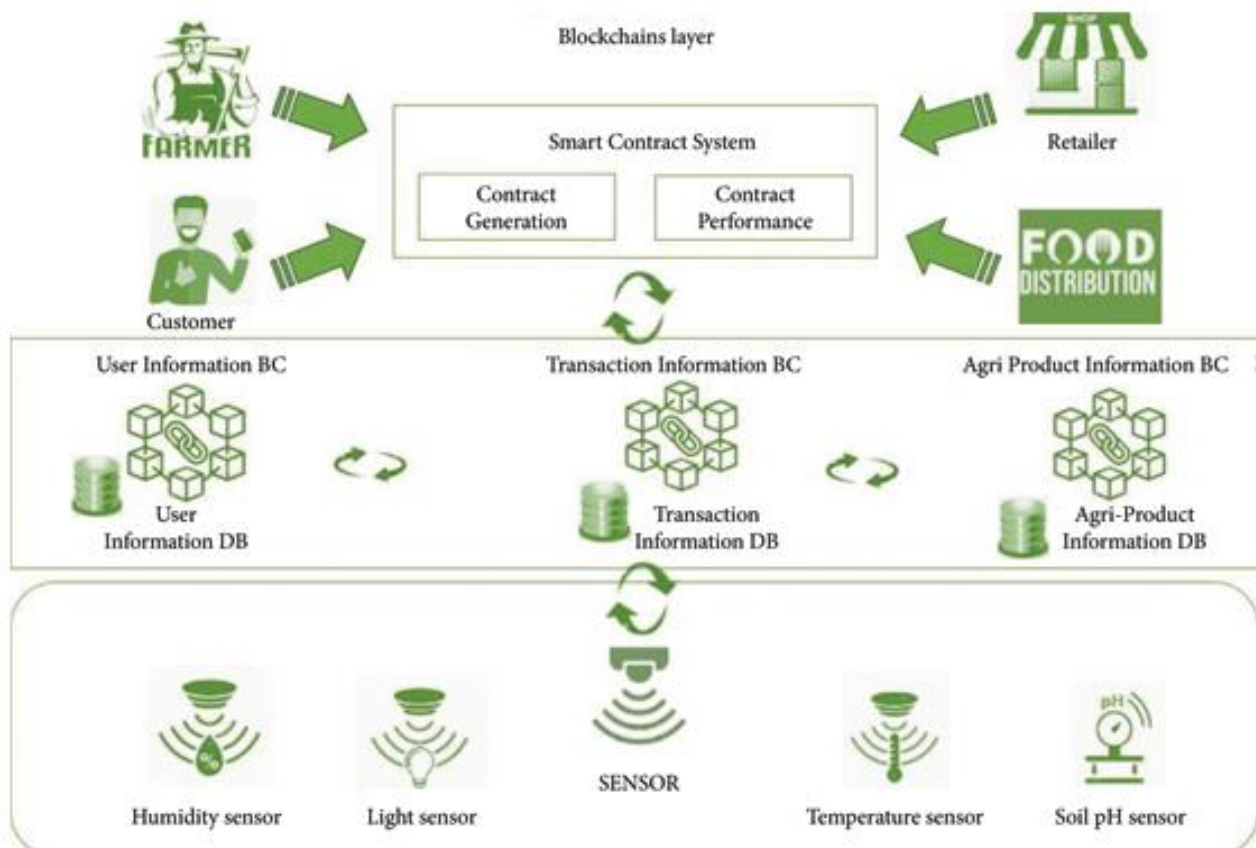 Blockchains layer
SHOP
FARMER
Smart Contract System
Retailer
Contract
Generation
Contract
Performance
Customer
FOOD
DISTRIBUTION
User Information BC
Transaction Information BC
Agri Product Information BC
User
Information DB
Transaction
Information DB
Agri-Product
Information DB
%
pH
SENSOR
Humidity sensor
Light sensor
Temperature sensor
Soil pH sensor